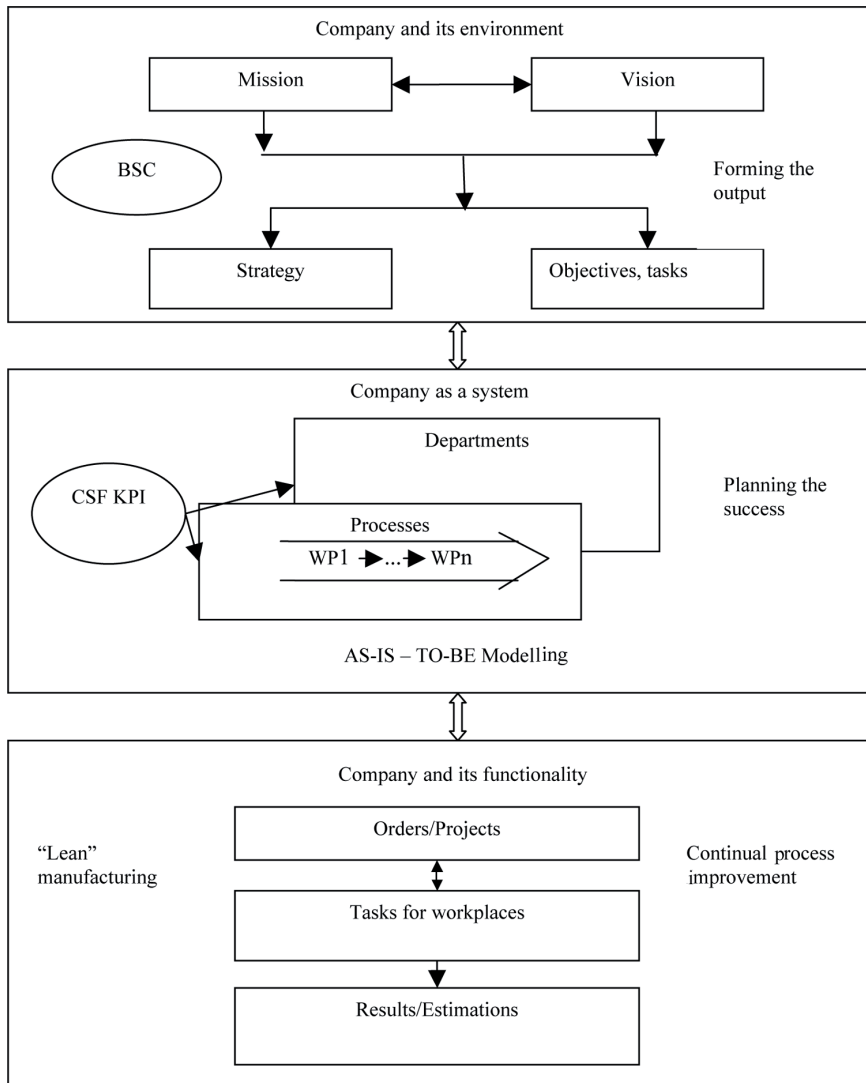 Company and its environment
Mission
Vision
BSC
Forming the
output
Strategy
Objectives, tasks
Company as a system
Departments
CSF KPI
Planning the
success
Processes
WP1 ... WPn
AS-IS – TO-BE Modelling
Company and its functionality
Orders/Projects
“Lean”
manufacturing
Continual process
improvement
Tasks for workplaces
Results/Estimations